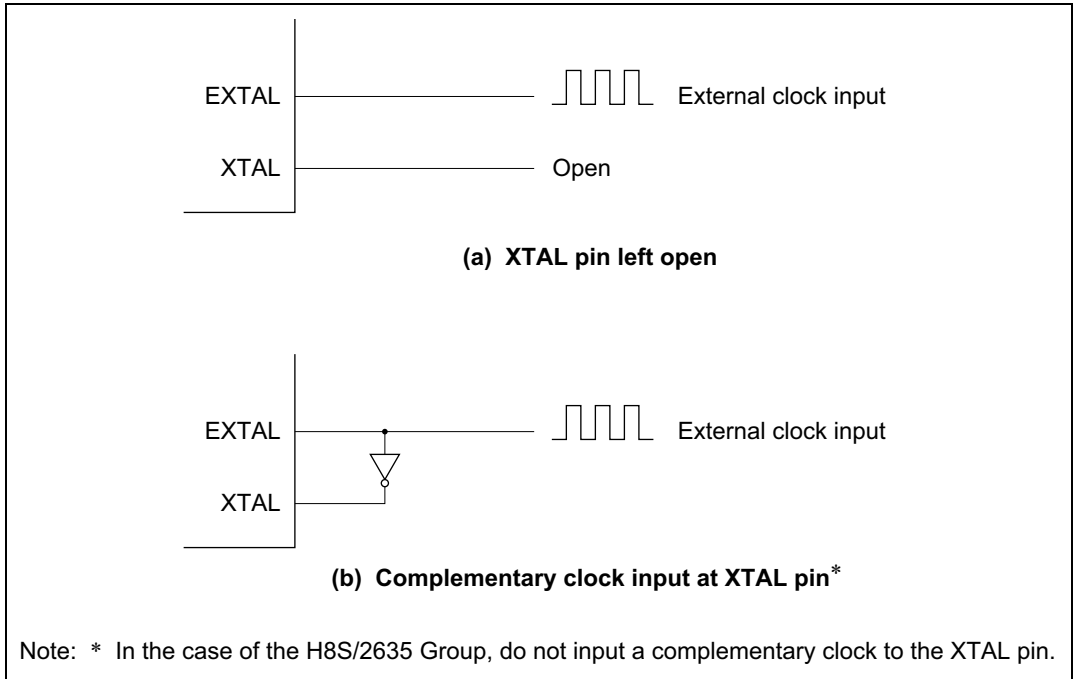 EXTAL External clock input
XTAL Open
(a) XTAL pin left open
EXTAL External clock input
XTAL
(b) Complementary clock input at XTAL pin*
Note: * In the case of the H8S/2635 Group, do not input a complementary clock to the XTAL pin.